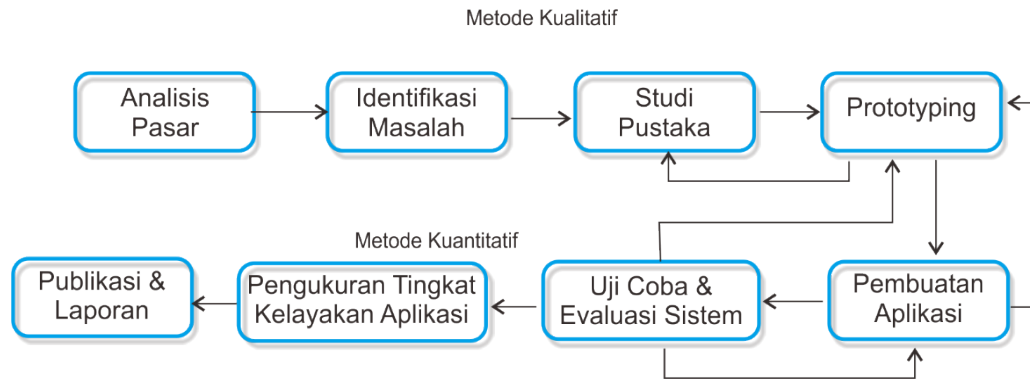 Metode Kualitatif
Analisis
Pasar
Identifikasi
Masalah
Studi
Pustaka
Prototyping
Metode Kuantitatif
Publikasi &
Laporan
Pengukuran Tingkat
Kelayakan Aplikasi
Uji Coba &
Evaluasi Sistem
Pembuatan
Aplikasi